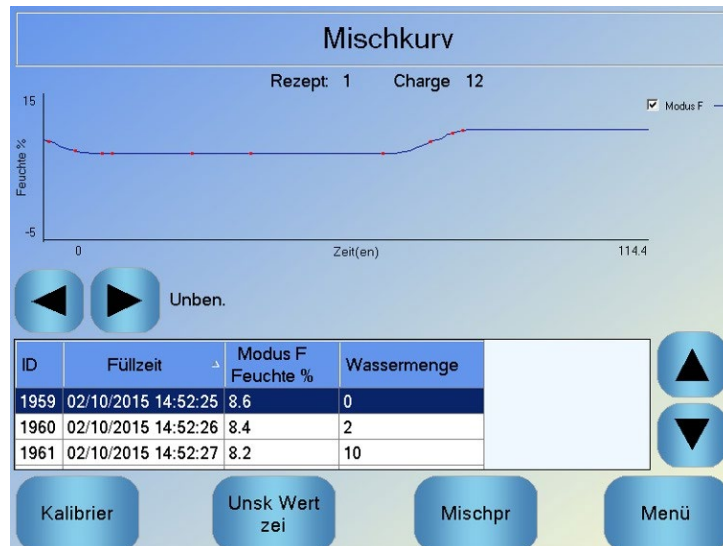 Mischkurv
Rezept: 1 Charge 12
15
Modus F
Feuchte %
-5
0 Zeit(en) 114.4
Unben.
ID Füllzeit Modus F Feuchte % Wassermenge
1959 02/10/2015 14:52:25 8.6 0
1960 02/10/2015 14:52:26 8.4 2
1961 02/10/2015 14:52:27 8.2 10
Kalibrier
Unsk Wert
zei
Mischpr
Menü